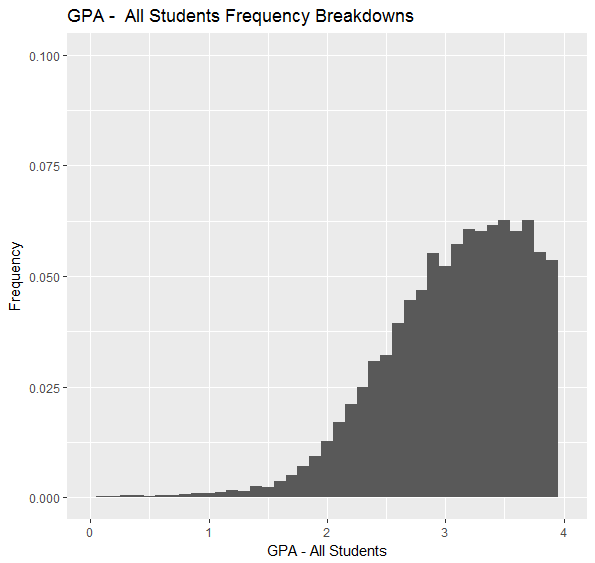 GPA -  All Students Frequency Breakdowns
0.100
0.075
0.050
0.025
0.000
Frequency
0 1 2 3 4
GPA - All Students